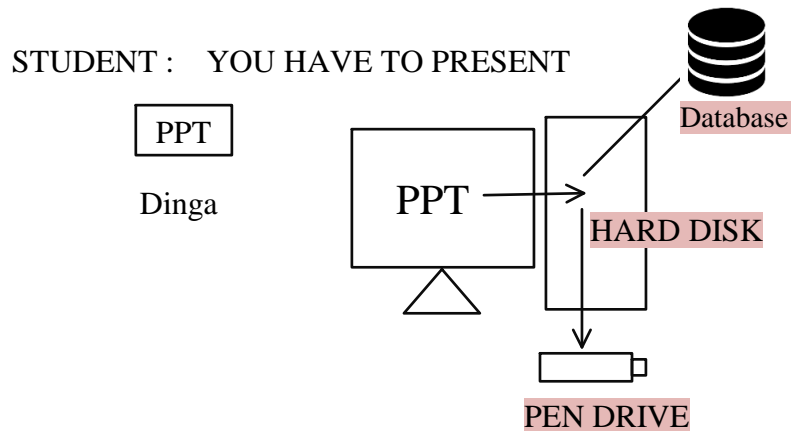 STUDENT : YOU HAVE TO PRESENT
Database
PPT
Dinga
PPT
HARD DISK
PEN DRIVE